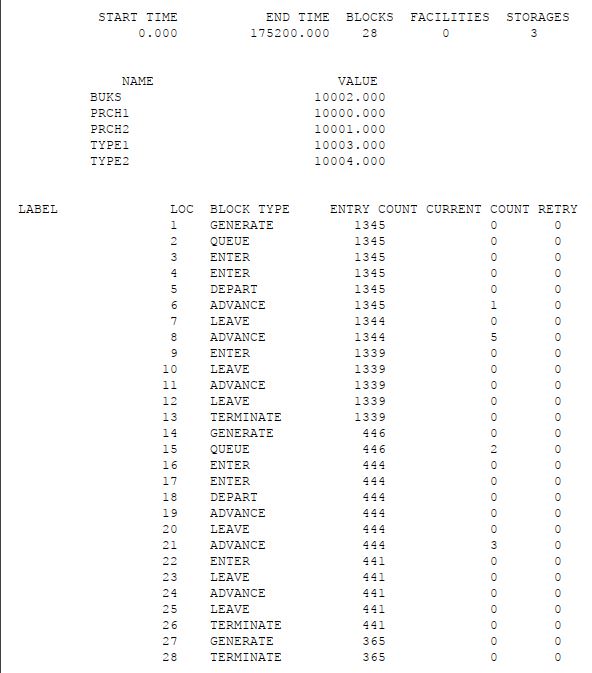 START TIME END TIME BLOCKS FACILITIES STORAGES
0.000 175200.000 28 0 3
NAME VALUE
BUKS 10002.000
PRCH1 10000.000
PRCH2 10001.000
TYPE1 10003.000
TYPE2 10004.000
LABEL LOC BLOCK TYPE ENTRY COUNT CURRENT COUNT RETRY
1 GENERATE 1345 0 0
2 QUEUE 1345 0 0
3 ENTER 1345 0 0
4 ENTER 1345 0 0
5 DEPART 1345 0 0
6 ADVANCE 1345 1 0
7 LEAVE 1344 0 0
8 ADVANCE 1344 5 0
9 ENTER 1339 0 0
10 LEAVE 1339 0 0
11 ADVANCE 1339 0 0
12 LEAVE 1339 0 0
13 TERMINATE 1339 0 0
14 GENERATE 446 0 0
15 QUEUE 446 2 0
16 ENTER 444 0 0
17 ENTER 444 0 0
18 DEPART 444 0 0
19 ADVANCE 444 0 0
20 LEAVE 444 0 0
21 ADVANCE 444 3 0
22 ENTER 441 0 0
23 LEAVE 441 0 0
24 ADVANCE 441 0 0
25 LEAVE 441 0 0
26 TERMINATE 441 0 0
27 GENERATE 365 0 0
28 TERMINATE 365 0 0